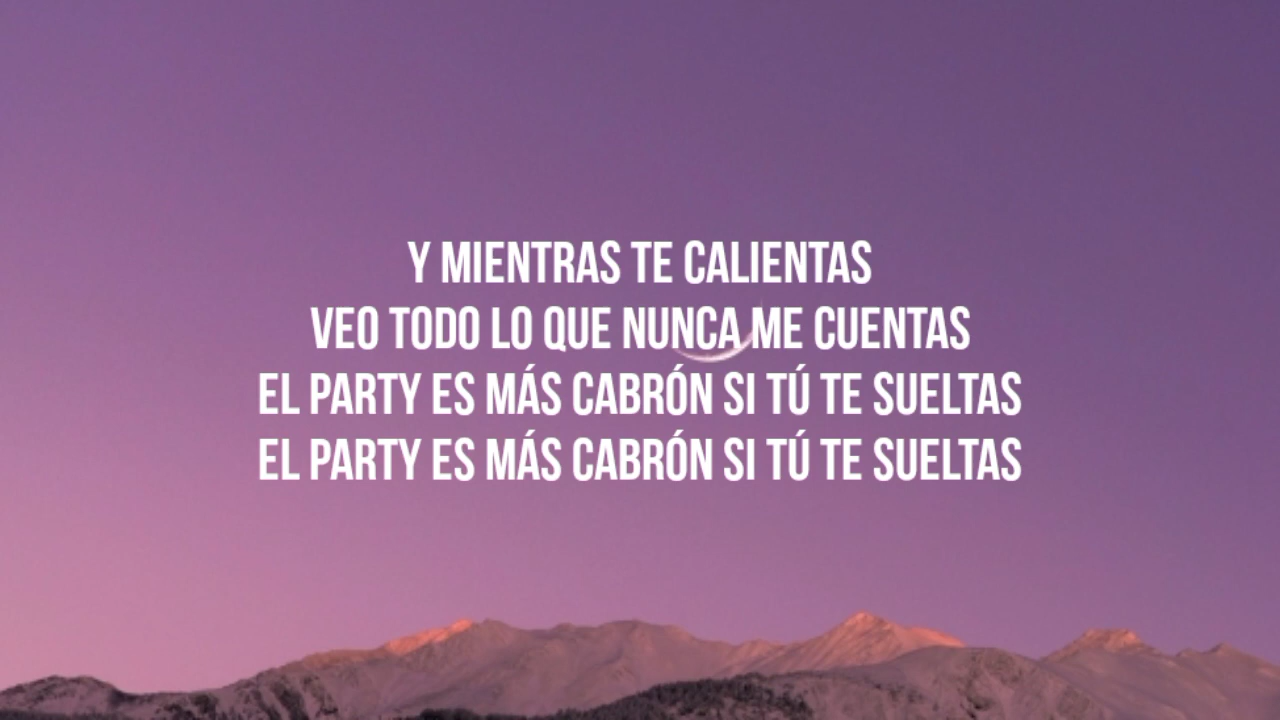 Y MIENTRAS TE CALIENTAS
VEO TODO LO QUE NUNCA ME CUENTAS
EL PARTY ES MÁS CABRÓN SI TÚ TE SUELTAS
EL PARTY ES MÁS CABRÓN SI TÚ TE SUELTAS